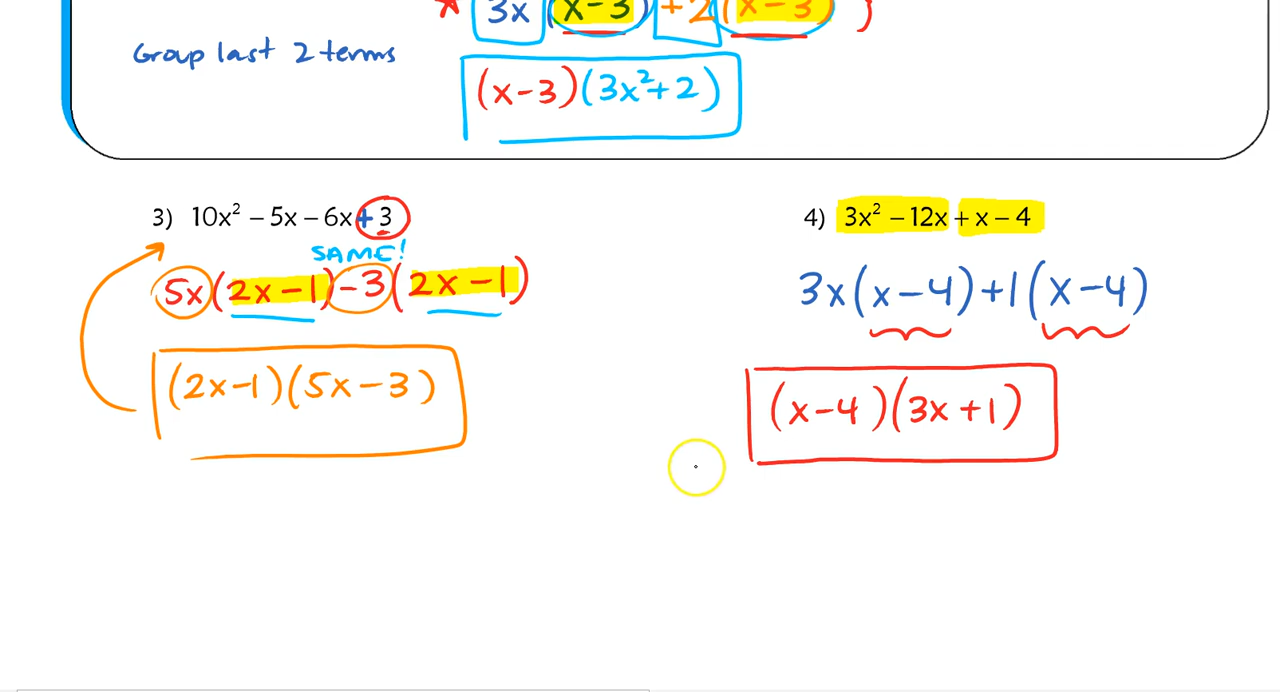 * 3x (x-3) +2(x-3) )
Group last 2 terms
(x-3)(3x²+2)
3) 10x² – 5x – 6x + 3
SAME!
5x(2x-1)-3(2x-1)
(2x-1)(5x-3)
4) 3x² – 12x + x – 4
3x(x-4)+1(x-4)
(x-4)(3x+1)